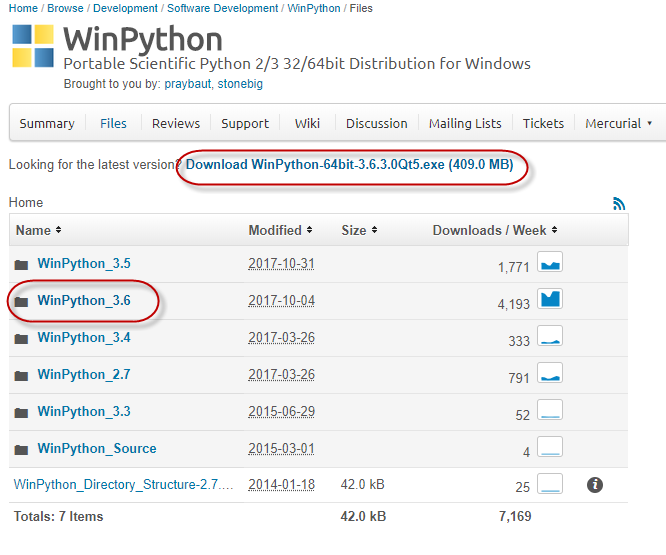 Home / Browse / Development / Software Development / WinPython / Files
WinPython
Portable Scientific Python 2/3 32/64bit Distribution for Windows
Brought to you by: praybaut, stonebig
Summary Files Reviews Support Wiki Discussion Mailing Lists Tickets Mercurial
Looking for the latest version? Download WinPython-64bit-3.6.3.0Qt5.exe (409.0 MB)
Home
Name Modified Size Downloads / Week
WinPython_3.5 2017-10-31 1,771
WinPython_3.6 2017-10-04 4,193
WinPython_3.4 2017-03-26 333
WinPython_2.7 2017-03-26 791
WinPython_3.3 2015-06-29 52
WinPython_Source 2015-03-01 4
WinPython_Directory_Structure-2.7.... 2014-01-18 42.0 kB 25 i
Totals: 7 Items 42.0 kB 7,169